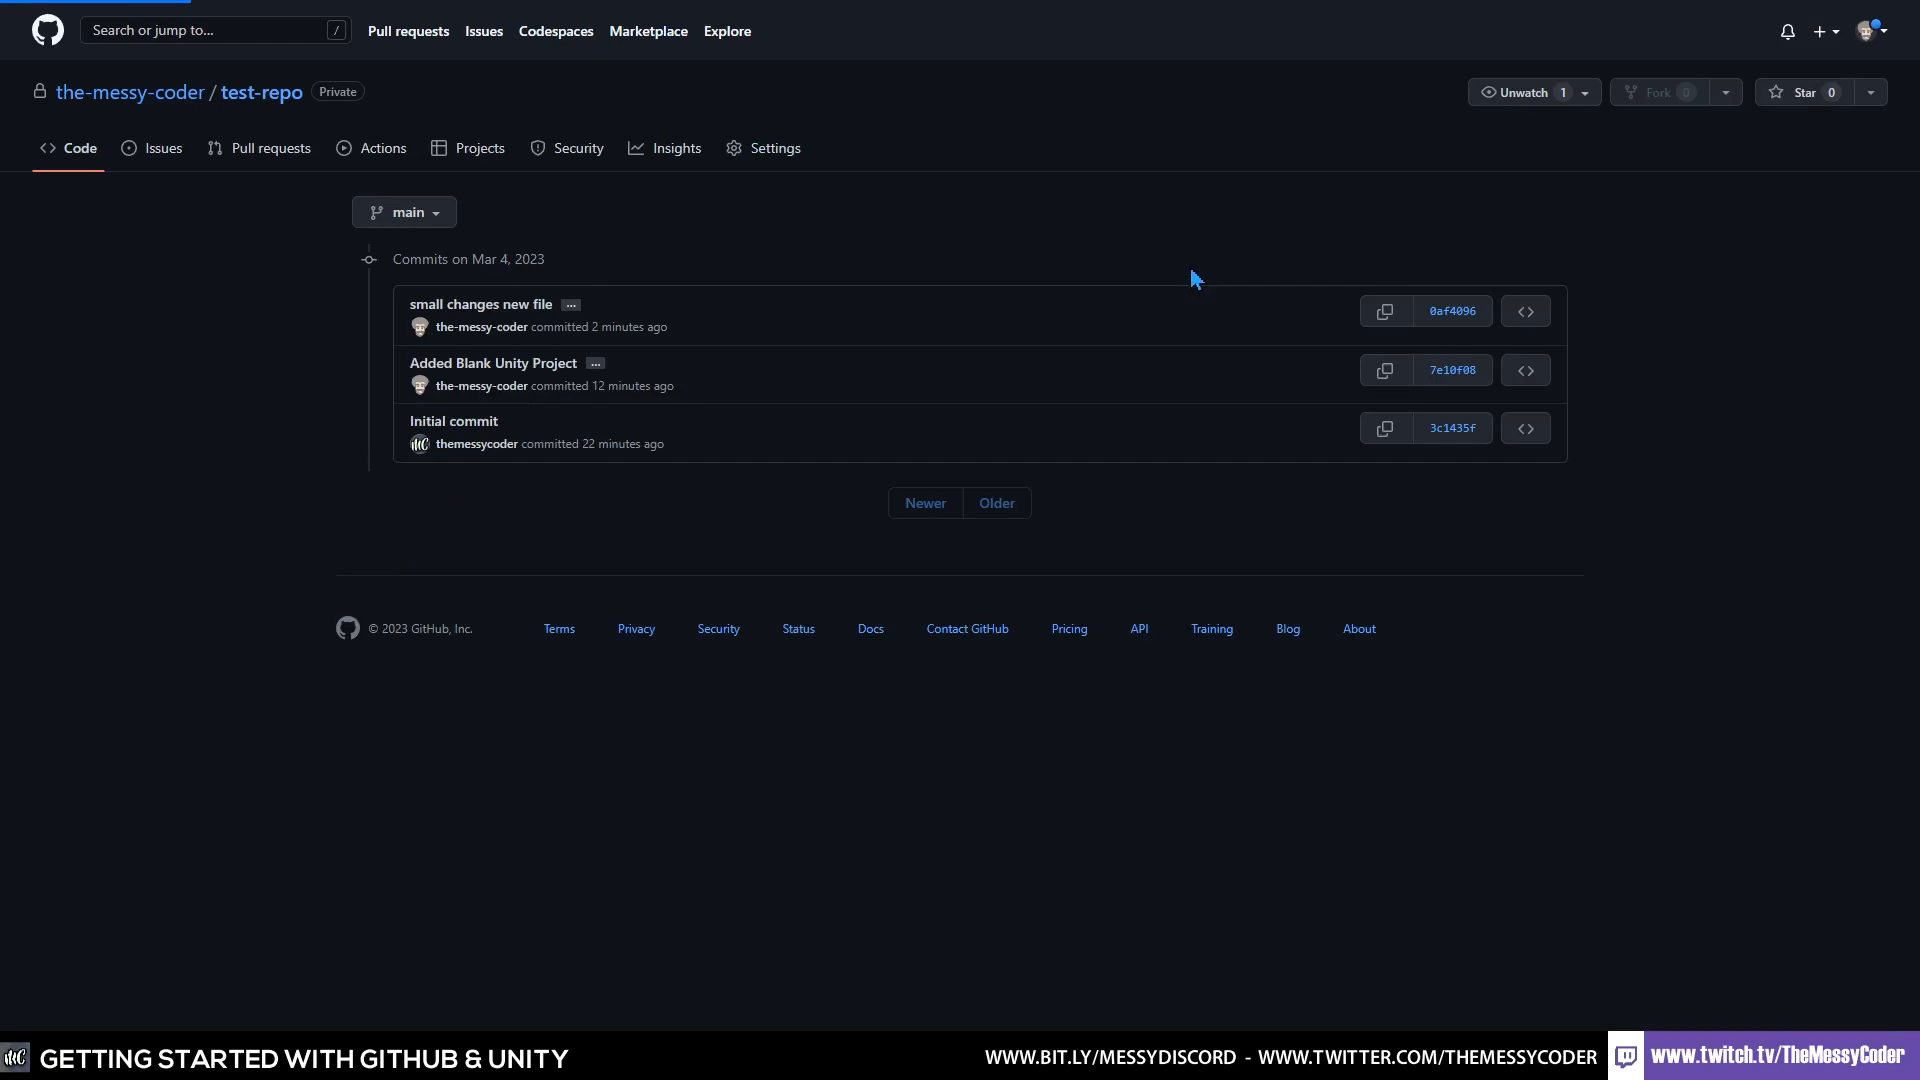 Search or jump to... /
Pull requests Issues Codespaces Marketplace Explore
the-messy-coder / test-repo Private
Unwatch 1 Fork 0 Star 0
Code Issues Pull requests Actions Projects Security Insights Settings
main
Commits on Mar 4, 2023
small changes new file ...
the-messy-coder committed 2 minutes ago
0af4096
Added Blank Unity Project ...
the-messy-coder committed 12 minutes ago
7e10f08
Initial commit
themessycoder committed 22 minutes ago
3c1435f
Newer Older
© 2023 GitHub, Inc. Terms Privacy Security Status Docs Contact GitHub Pricing API Training Blog About
MC GETTING STARTED WITH GITHUB & UNITY
WWW.BIT.LY/MESSYDISCORD - WWW.TWITTER.COM/THEMESSYCODER
www.twitch.tv/TheMessyCoder